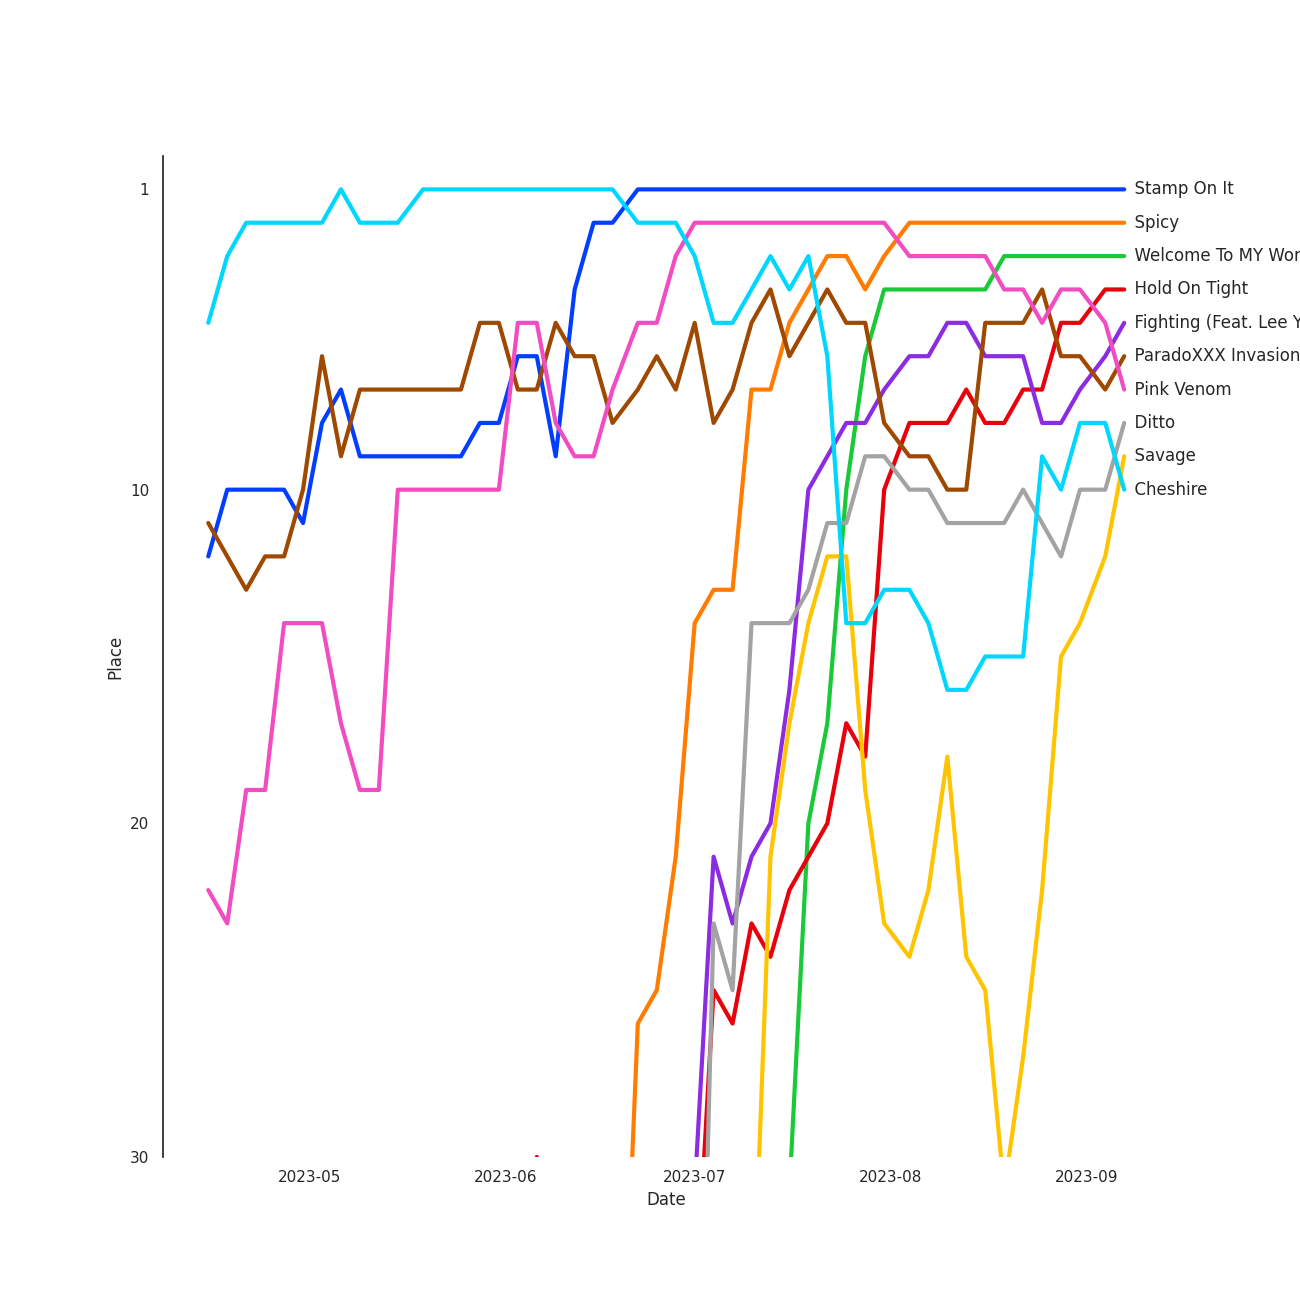 1
10
20
30
Place
2023-05
2023-06
2023-07
2023-08
2023-09
Date
Stamp On It
Spicy
Welcome To MY Wor
Hold On Tight
Fighting (Feat. Lee Y
ParadoXXX Invasion
Pink Venom
Ditto
Savage
Cheshire